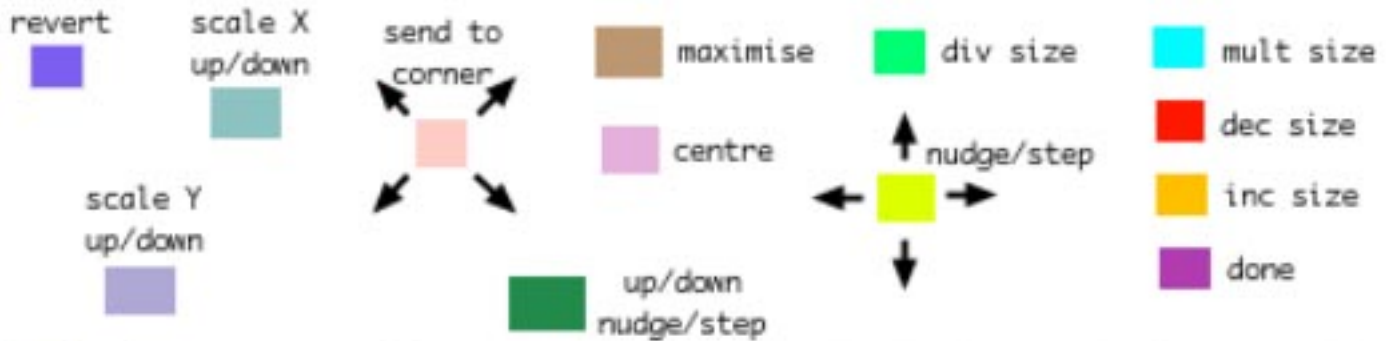 revert
scale X
up/down
send to
corner
maximise
div size
mult size
dec size
centre
nudge/step
inc size
scale Y
up/down
done
up/down
nudge/step